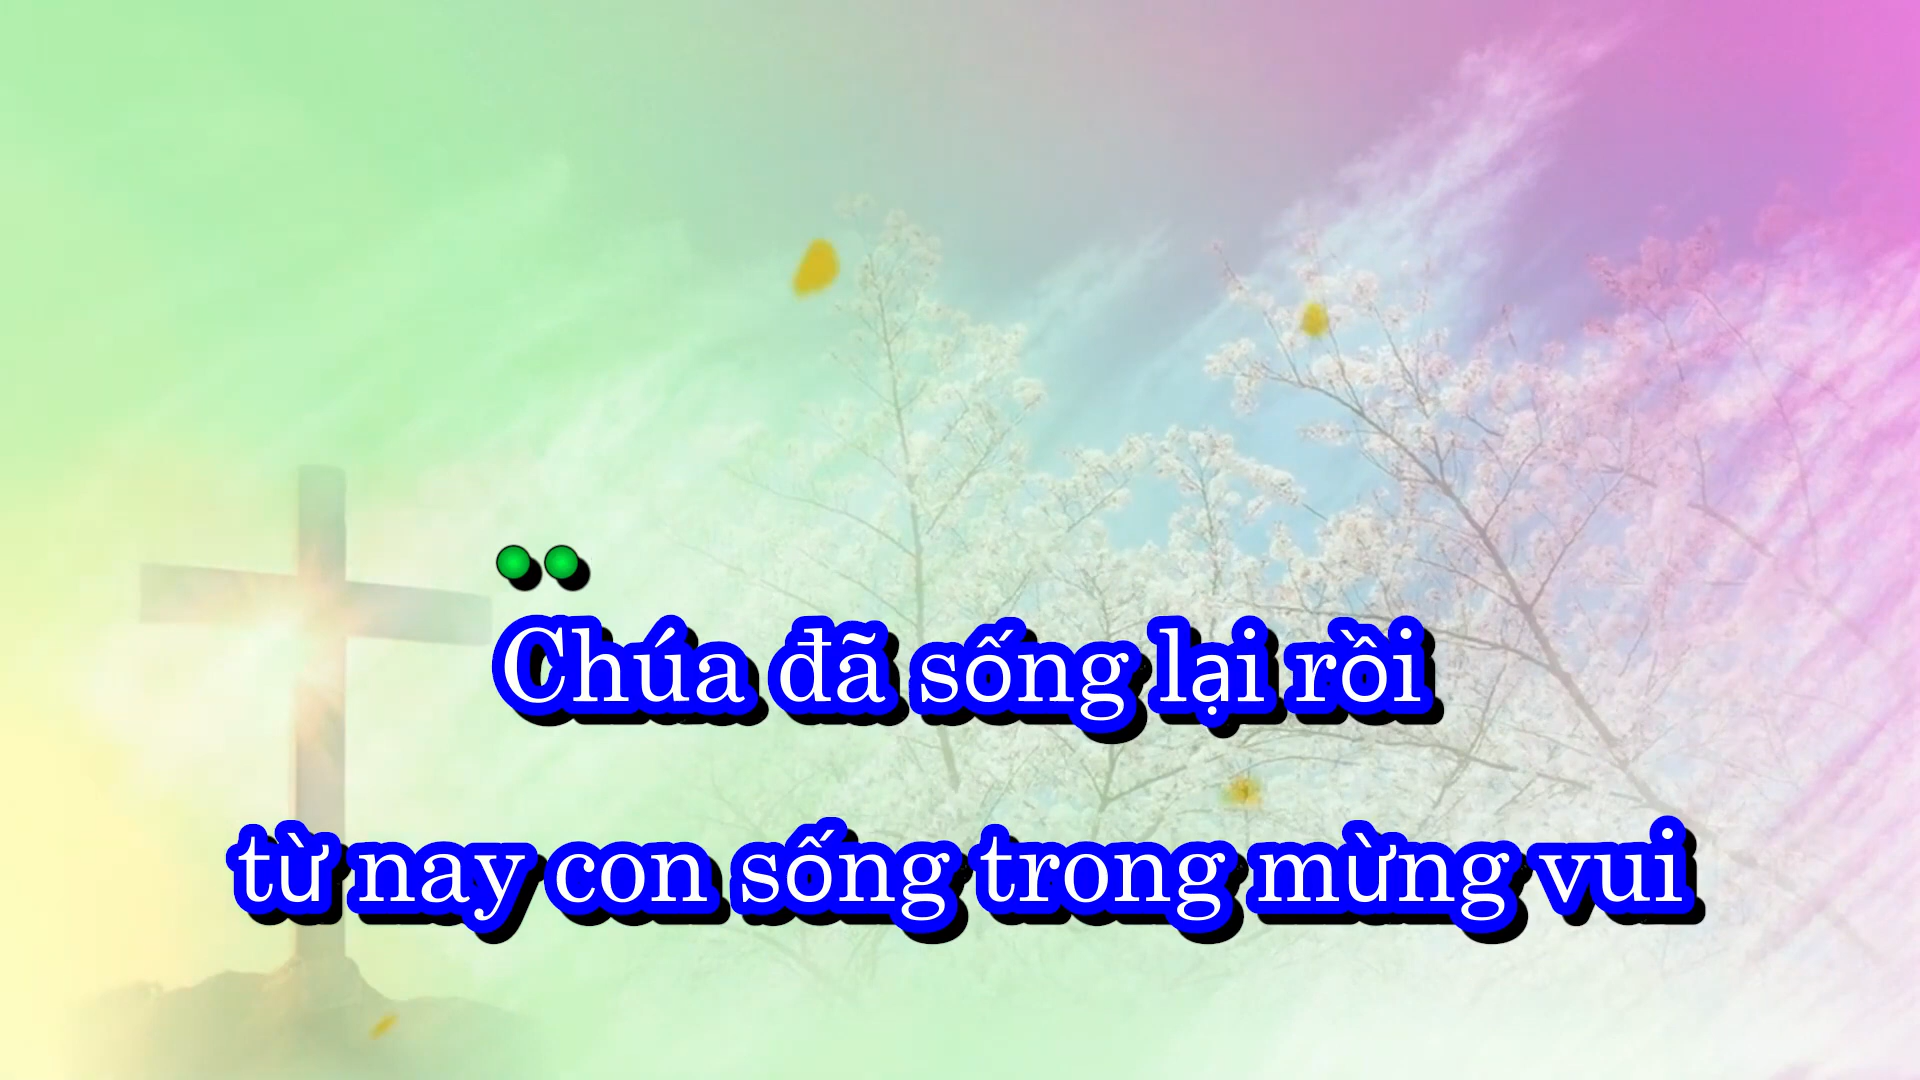 Chúa đã sống lại rồi
từ nay con sống trong mừng vui